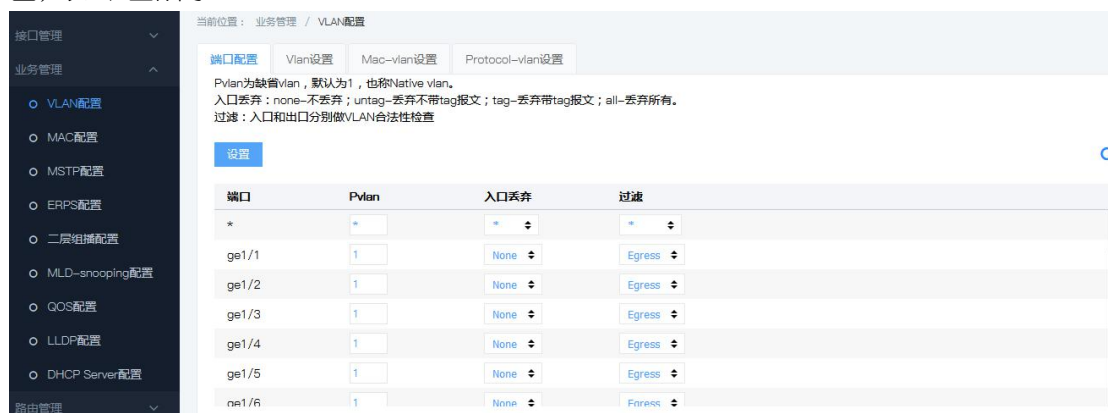 当前位置： 业务管理 / VLAN配置
接口管理
业务管理
VLAN配置
MAC配置
MSTP配置
ERPS配置
二层组播配置
MLD-snooping配置
QOS配置
LLDP配置
DHCP Server配置
路由管理
端口配置 Vlan设置 Mac-vlan设置 Protocol-vlan设置
Pvlan为缺省vlan，默认为1，也称Native vlan。
入口丢弃：none-不丢弃；untag-丢弃不带tag报文；tag-丢弃带tag报文；all-丢弃所有。
过滤：入口和出口分别做VLAN合法性检查
设置
端口 Pvlan 入口丢弃 过滤
* * * *
ge1/1 1 None Egress
ge1/2 1 None Egress
ge1/3 1 None Egress
ge1/4 1 None Egress
ge1/5 1 None Egress
ge1/6 1 None Egress